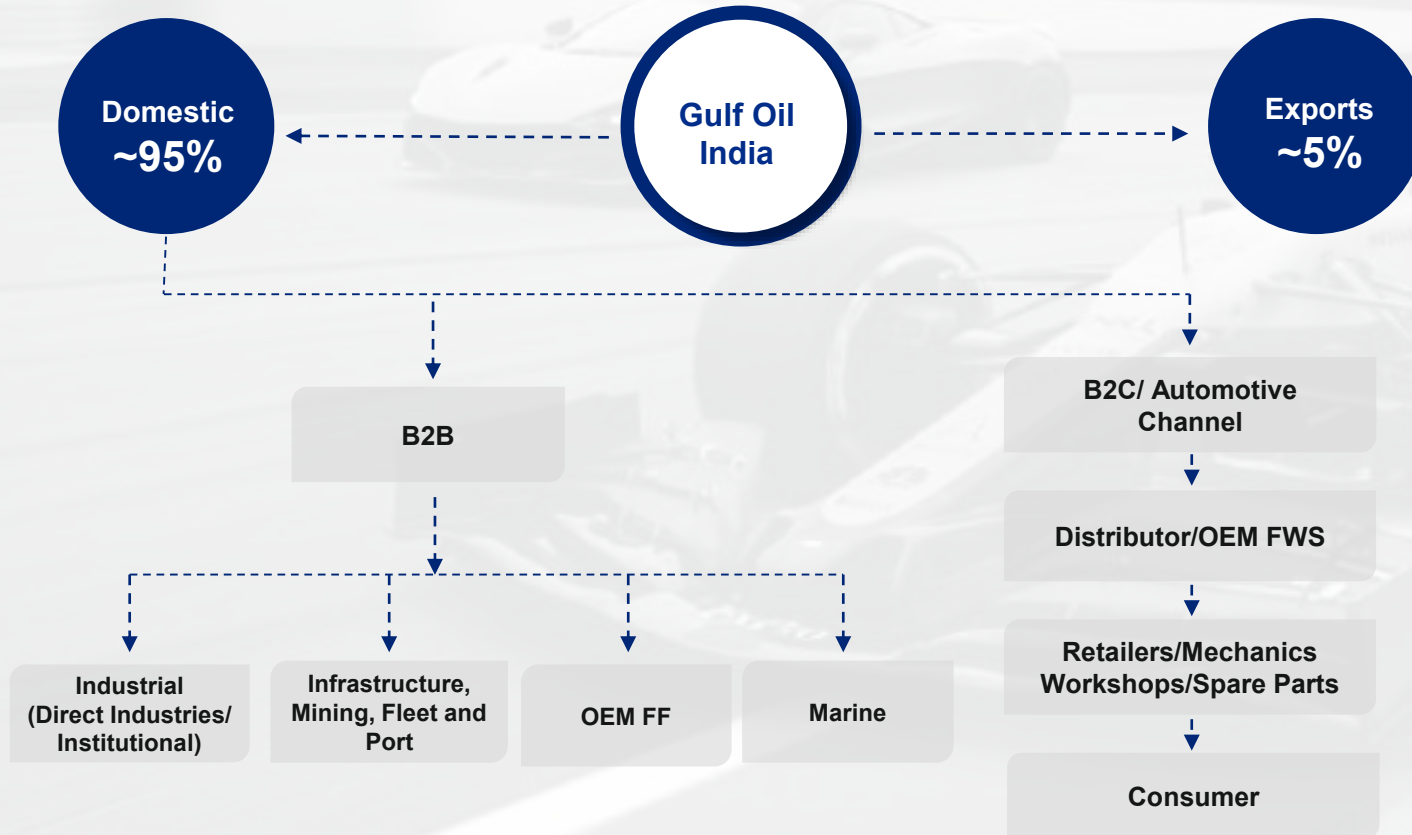 Domestic
~95%
Gulf Oil
India
Exports
~5%
B2B
B2C/ Automotive
Channel
Distributor/OEM FWS
Retailers/Mechanics
Workshops/Spare Parts
Consumer
Industrial
(Direct Industries/
Institutional)
Infrastructure,
Mining, Fleet and
Port
OEM FF
Marine